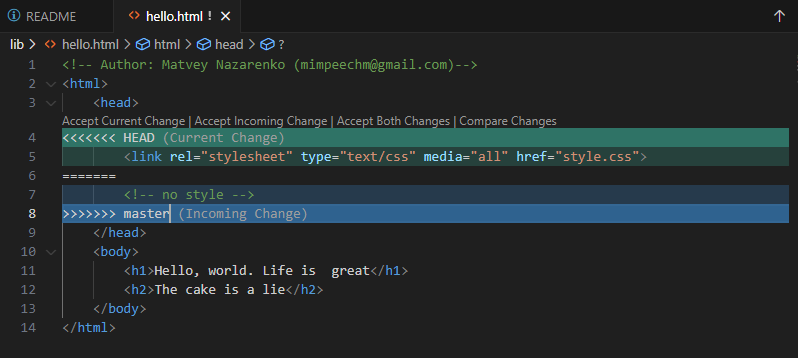 README
hello.html !
lib > hello.html > html > head > ?
1 <!-- Author: Matvey Nazarenko (mimpeechm@gmail.com)-->
2 <html>
3 <head>
Accept Current Change | Accept Incoming Change | Accept Both Changes | Compare Changes
4 <<<<<<< HEAD (Current Change)
5 <link rel="stylesheet" type="text/css" media="all" href="style.css">
6 =======
7 <!-- no style -->
8 >>>>>>> master (Incoming Change)
9 </head>
10 <body>
11 <h1>Hello, world. Life is  great</h1>
12 <h2>The cake is a lie</h2>
13 </body>
14 </html>